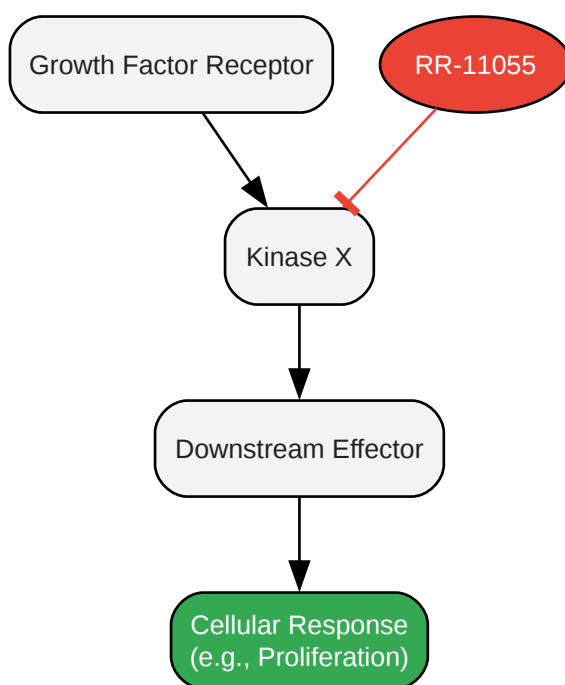 Growth Factor Receptor
RR-11055
Kinase X
Downstream Effector
Cellular Response
(e.g., Proliferation)